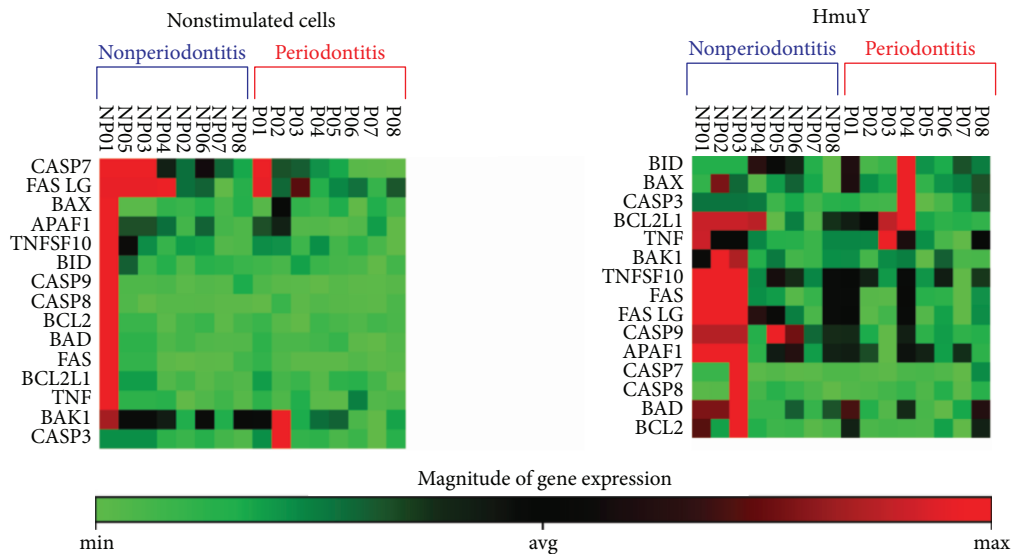 Nonstimulated cells
Nonperiodontitis Periodontitis
NP01 NP05 NP03 NP04 NP02 NP06 NP07 NP08 P01 P02 P03 P04 P05 P06 P07 P08
CASP7
FAS LG
BAX
APAF1
TNFSF10
BID
CASP9
CASP8
BCL2
BAD
FAS
BCL2L1
TNF
BAK1
CASP3
HmuY
Nonperiodontitis Periodontitis
NP01 NP02 NP03 NP04 NP05 NP06 NP07 NP08 P01 P02 P03 P04 P05 P06 P07 P08
BID
BAX
CASP3
BCL2L1
TNF
BAK1
TNFSF10
FAS
FAS LG
CASP9
APAF1
CASP7
CASP8
BAD
BCL2
Magnitude of gene expression
min avg max